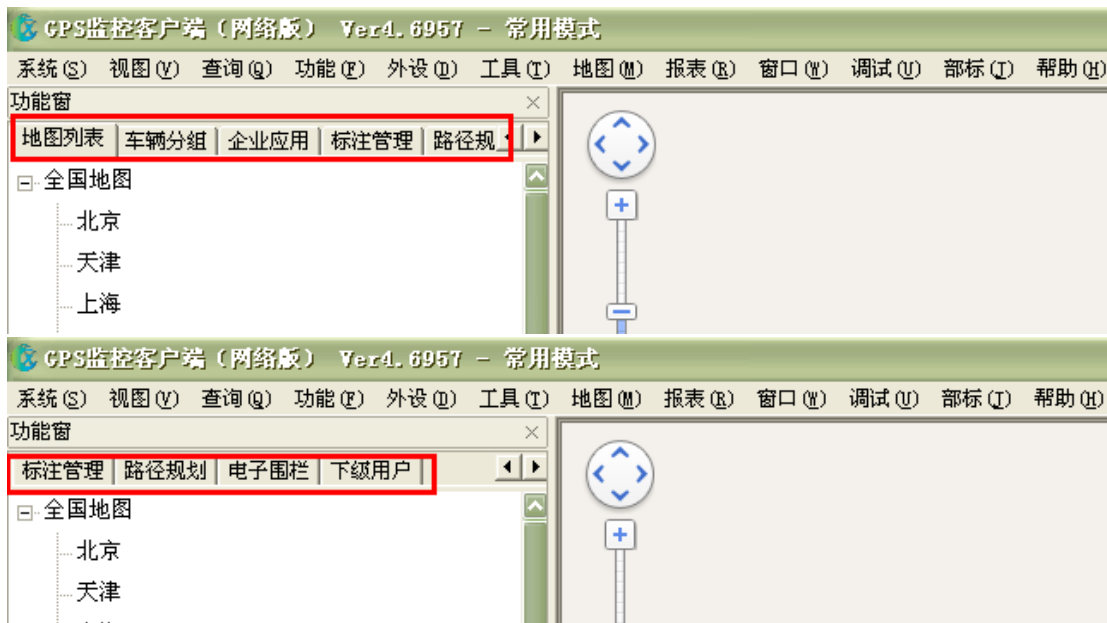 GPS监控客户端（网络版） Ver4.6957 - 常用模式
系统(S) 视图(V) 查询(Q) 功能(F) 外设(D) 工具(T) 地图(M) 报表(R) 窗口(W) 调试(U) 部标(J) 帮助(H)
功能窗
地图列表 车辆分组 企业应用 标注管理 路径规
全国地图
北京
天津
上海
GPS监控客户端（网络版） Ver4.6957 - 常用模式
系统(S) 视图(V) 查询(Q) 功能(F) 外设(D) 工具(T) 地图(M) 报表(R) 窗口(W) 调试(U) 部标(J) 帮助(H)
功能窗
标注管理 路径规划 电子围栏 下级用户
全国地图
北京
天津